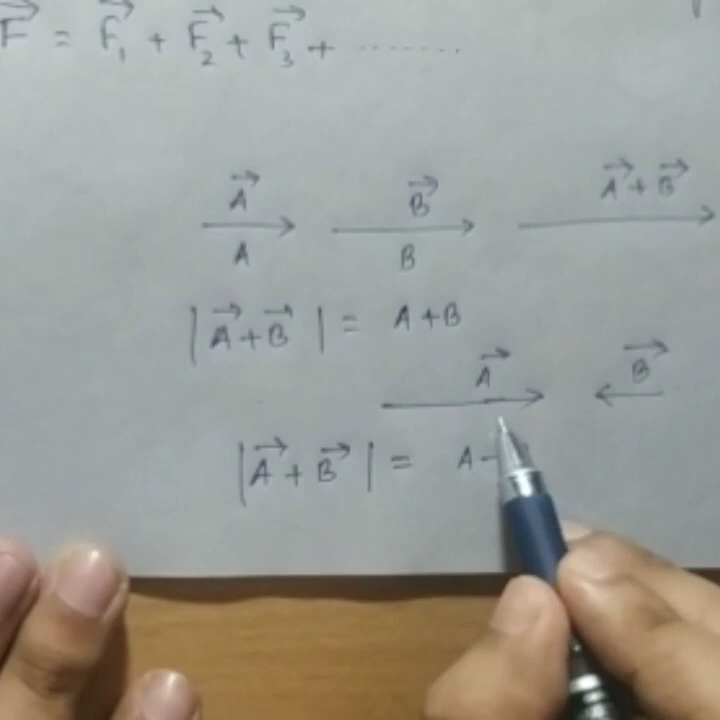 F⃗ = F⃗₁ + F⃗₂ + F⃗₃ + ........
A⃗ B⃗ A⃗ + B⃗
A B
|A⃗ + B⃗| = A + B
A⃗ B⃗
|A⃗ + B⃗| = A -